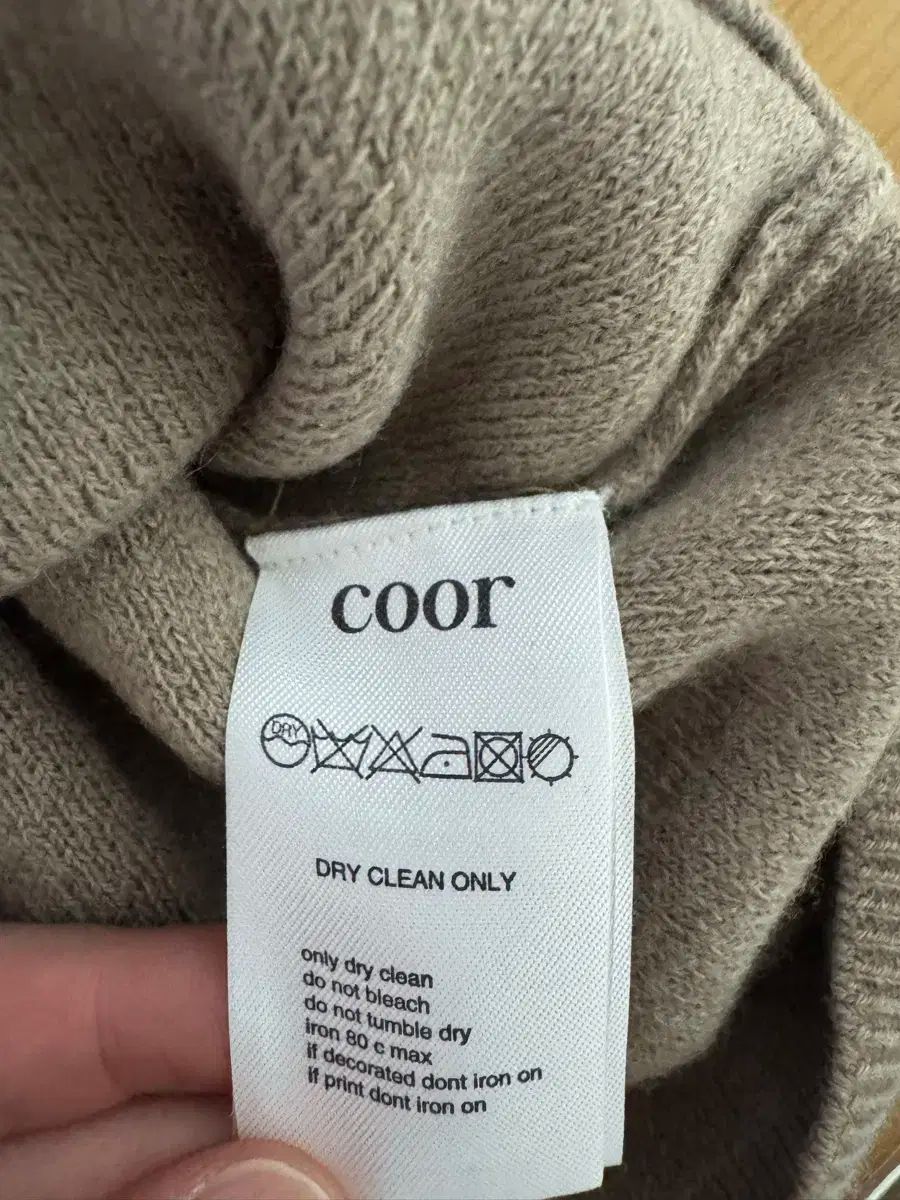 coor
DRY
DRY CLEAN ONLY
only dry clean
do not bleach
do not tumble dry
iron 80 c max
if decorated dont iron on
if print dont iron on